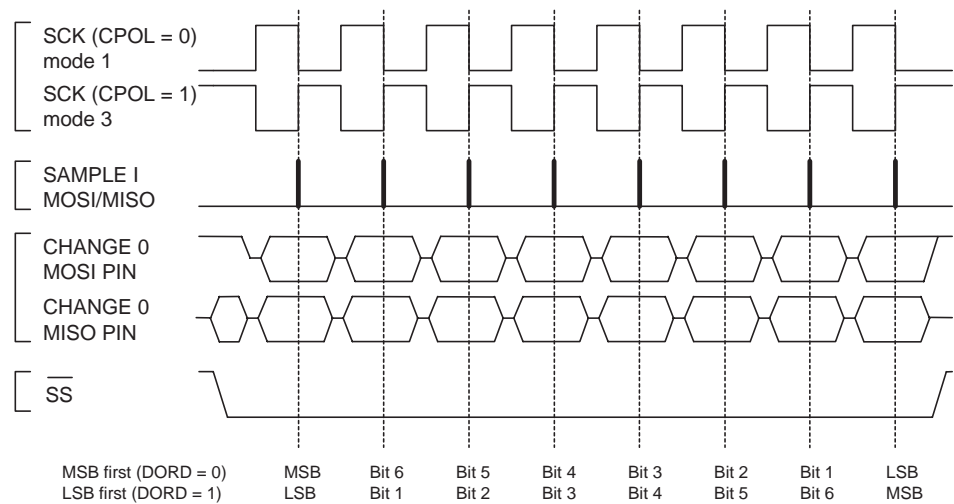 SCK (CPOL = 0)
mode 1
SCK (CPOL = 1)
mode 3
SAMPLE I
MOSI/MISO
CHANGE 0
MOSI PIN
CHANGE 0
MISO PIN
SS
MSB first (DORD = 0) MSB Bit 6 Bit 5 Bit 4 Bit 3 Bit 2 Bit 1 LSB
LSB first (DORD = 1) LSB Bit 1 Bit 2 Bit 3 Bit 4 Bit 5 Bit 6 MSB